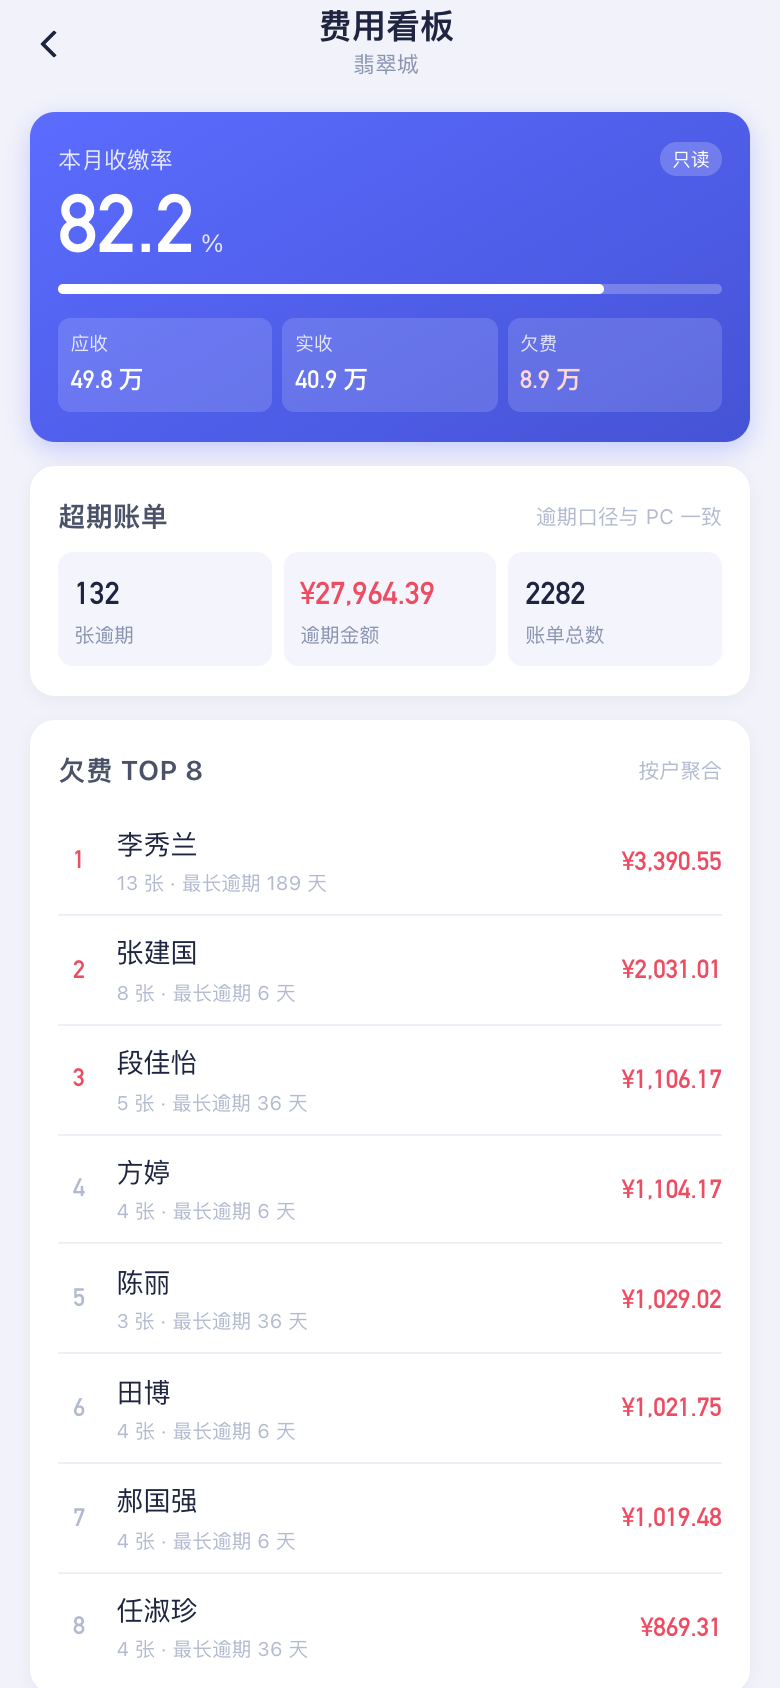 费用看板
翡翠城
本月收缴率
只读
82.2 %
应收
49.8 万
实收
40.9 万
欠费
8.9 万
超期账单
逾期口径与 PC 一致
132
张逾期
¥27,964.39
逾期金额
2282
账单总数
欠费 TOP 8
按户聚合
1
李秀兰
13 张 · 最长逾期 189 天
¥3,390.55
2
张建国
8 张 · 最长逾期 6 天
¥2,031.01
3
段佳怡
5 张 · 最长逾期 36 天
¥1,106.17
4
方婷
4 张 · 最长逾期 6 天
¥1,104.17
5
陈丽
3 张 · 最长逾期 36 天
¥1,029.02
6
田博
4 张 · 最长逾期 6 天
¥1,021.75
7
郝国强
4 张 · 最长逾期 6 天
¥1,019.48
8
任淑珍
4 张 · 最长逾期 36 天
¥869.31